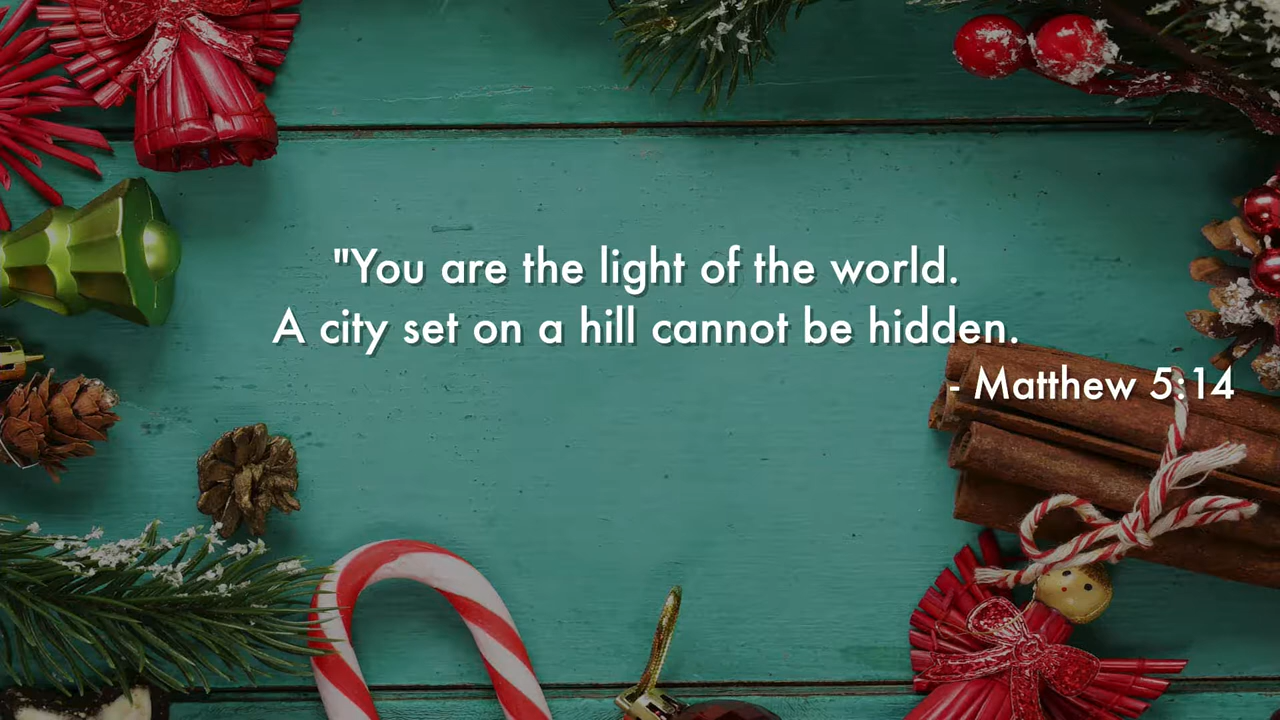 "You are the light of the world.
A city set on a hill cannot be hidden.
- Matthew 5:14